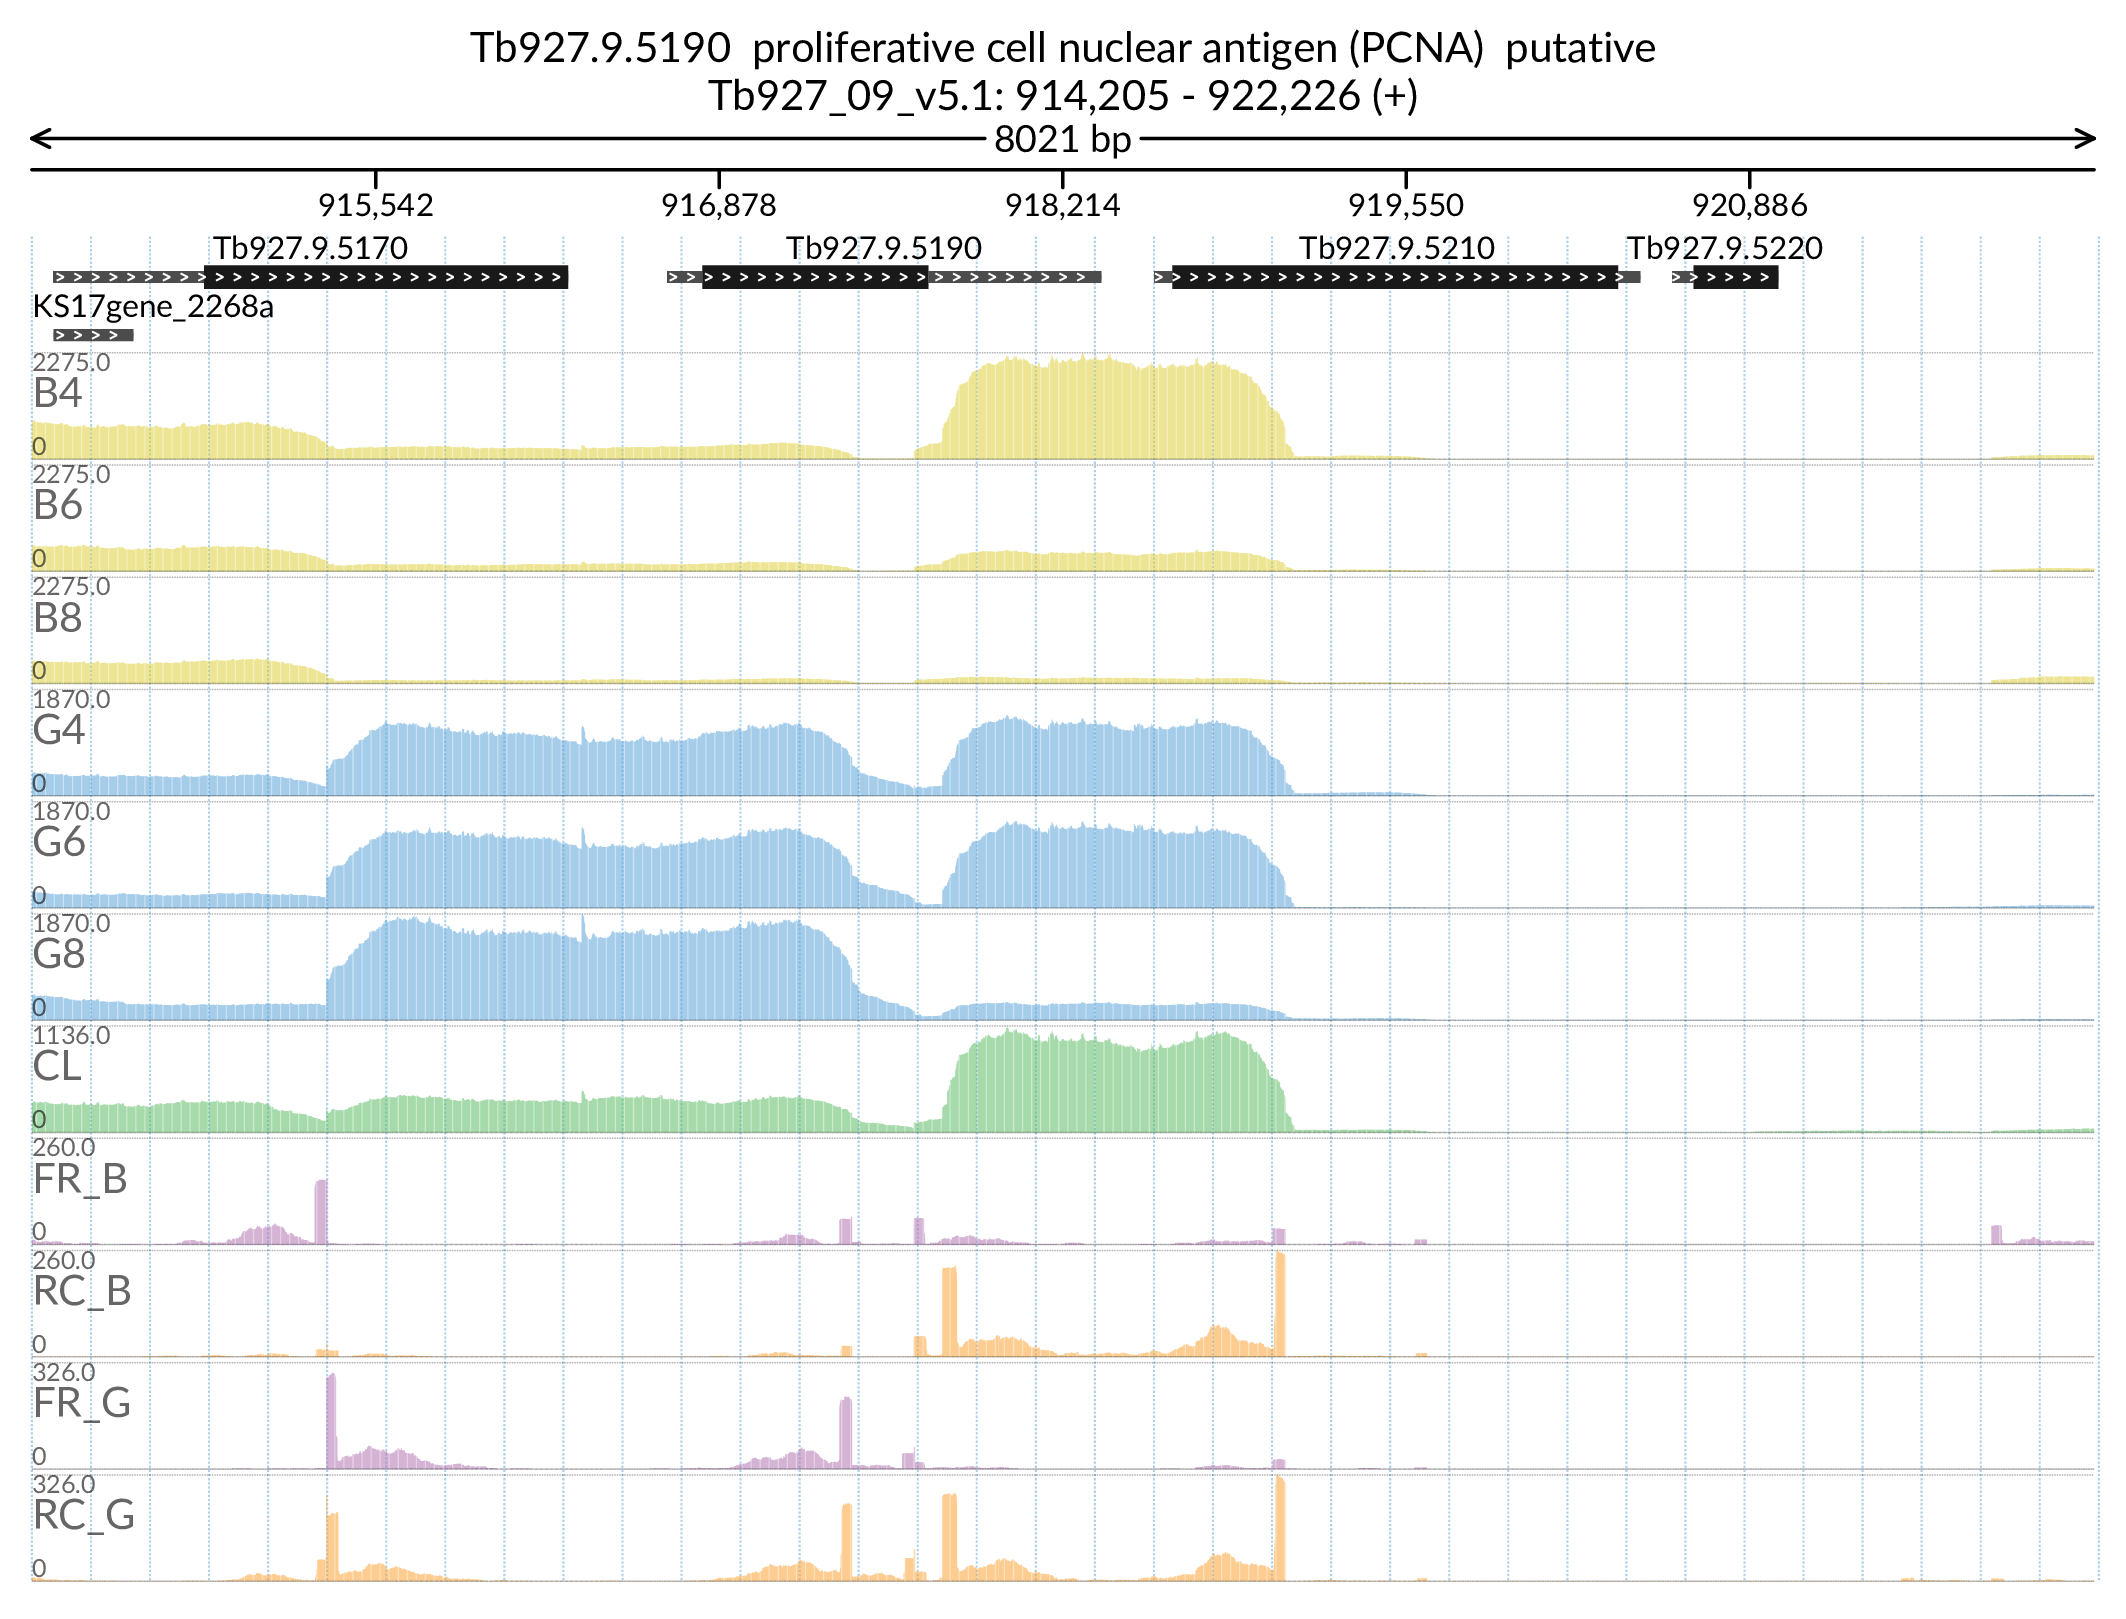 Tb927.9.5190  proliferative cell nuclear antigen (PCNA)  putative
Tb927_09_v5.1: 914,205 - 922,226 (+)
8021 bp
915,542 916,878 918,214 919,550 920,886
Tb927.9.5170 Tb927.9.5190 Tb927.9.5210 Tb927.9.5220
KS17gene_2268a
2275.0
B4
0
2275.0
B6
0
2275.0
B8
0
1870.0
G4
0
1870.0
G6
0
1870.0
G8
0
1136.0
CL
0
260.0
FR_B
0
260.0
RC_B
0
326.0
FR_G
0
326.0
RC_G
0